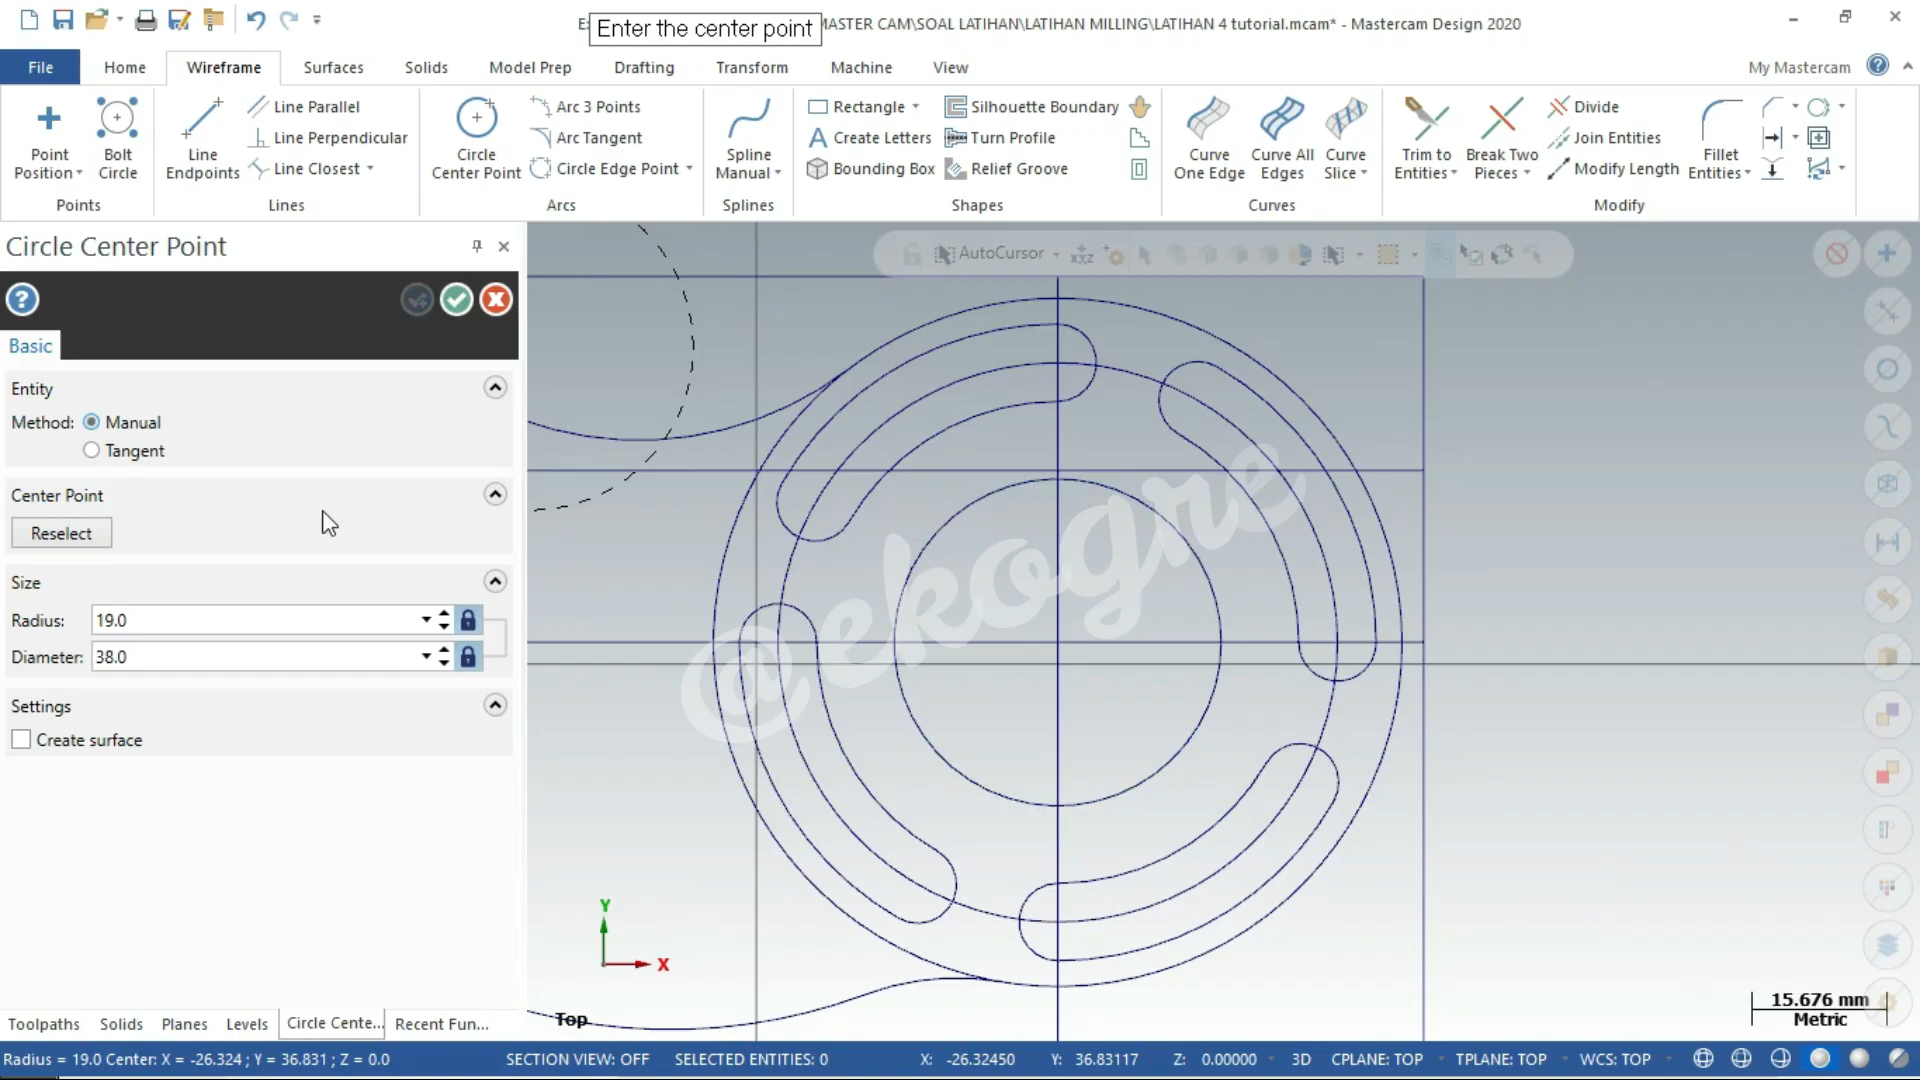 E:
Enter the center point
MASTER CAM\SOAL LATIHAN\LATIHAN MILLING\LATIHAN 4 tutorial.mcam* - Mastercam Design 2020
File
Home
Wireframe
Surfaces
Solids
Model Prep
Drafting
Transform
Machine
View
My Mastercam
Point Position
Bolt Circle
Points
Line Endpoints
Line Parallel
Line Perpendicular
Line Closest
Lines
Circle Center Point
Arc 3 Points
Arc Tangent
Circle Edge Point
Arcs
Spline Manual
Splines
Rectangle
Create Letters
Bounding Box
Silhouette Boundary
Turn Profile
Relief Groove
Shapes
Curve One Edge
Curve All Edges
Curve Slice
Curves
Trim to Entities
Break Two Pieces
Divide
Join Entities
Modify Length
Fillet Entities
Modify
Circle Center Point
AutoCursor
Basic
Entity
Method: Manual
Tangent
Center Point
Reselect
Size
Radius: 19.0
Diameter: 38.0
Settings
Create surface
@ekogre
Y
X
Top
15.676 mm
Metric
Toolpaths
Solids
Planes
Levels
Circle Cente...
Recent Fun...
Radius = 19.0 Center: X = -26.324 ; Y = 36.831 ; Z = 0.0
SECTION VIEW: OFF
SELECTED ENTITIES: 0
X: -26.32450
Y: 36.83117
Z: 0.00000
3D
CPLANE: TOP
TPLANE: TOP
WCS: TOP